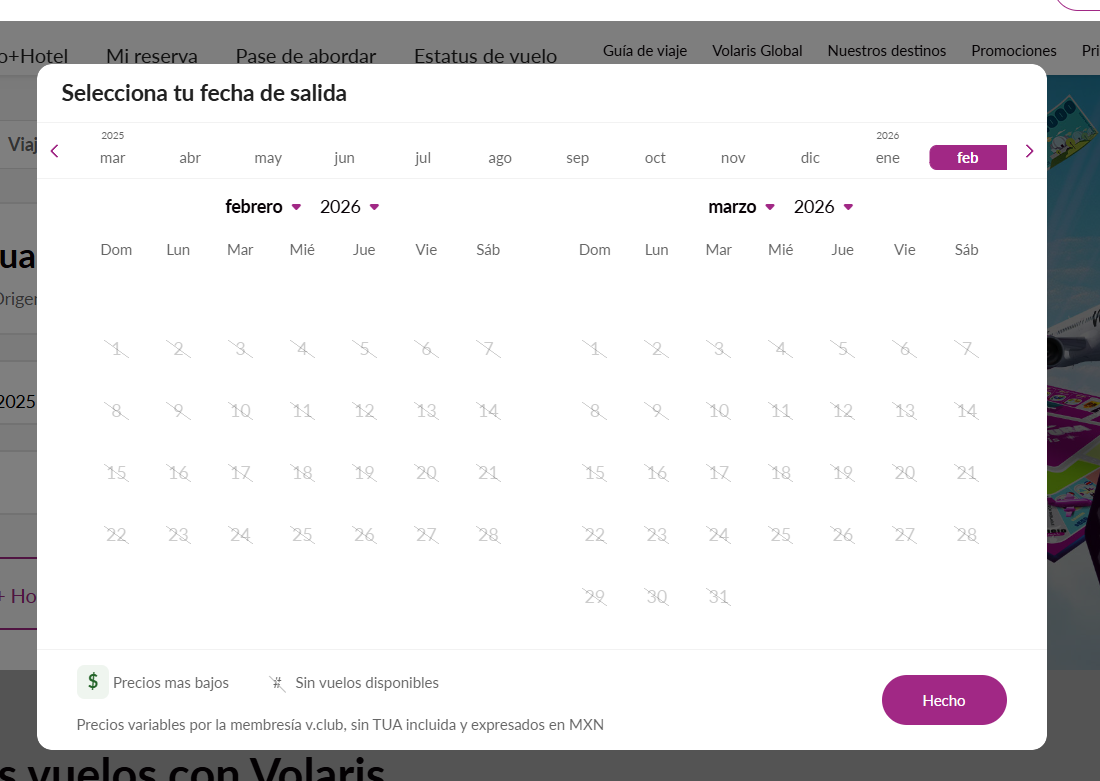 o+Hotel Mi reserva Pase de abordar Estatus de vuelo Guía de viaje Volaris Global Nuestros destinos Promociones Pri
Selecciona tu fecha de salida
2025 2026
mar abr may jun jul ago sep oct nov dic ene feb
Viaj
febrero 2026 marzo 2026
Dom Lun Mar Mié Jue Vie Sáb Dom Lun Mar Mié Jue Vie Sáb
ua
Origen
1 2 3 4 5 6 7 1 2 3 4 5 6 7
2025
8 9 10 11 12 13 14 8 9 10 11 12 13 14
15 16 17 18 19 20 21 15 16 17 18 19 20 21
22 23 24 25 26 27 28 22 23 24 25 26 27 28
+ Ho
29 30 31
$ Precios mas bajos # Sin vuelos disponibles
Hecho
Precios variables por la membresía v.club, sin TUA incluida y expresados en MXN
s vuelos con Volaris